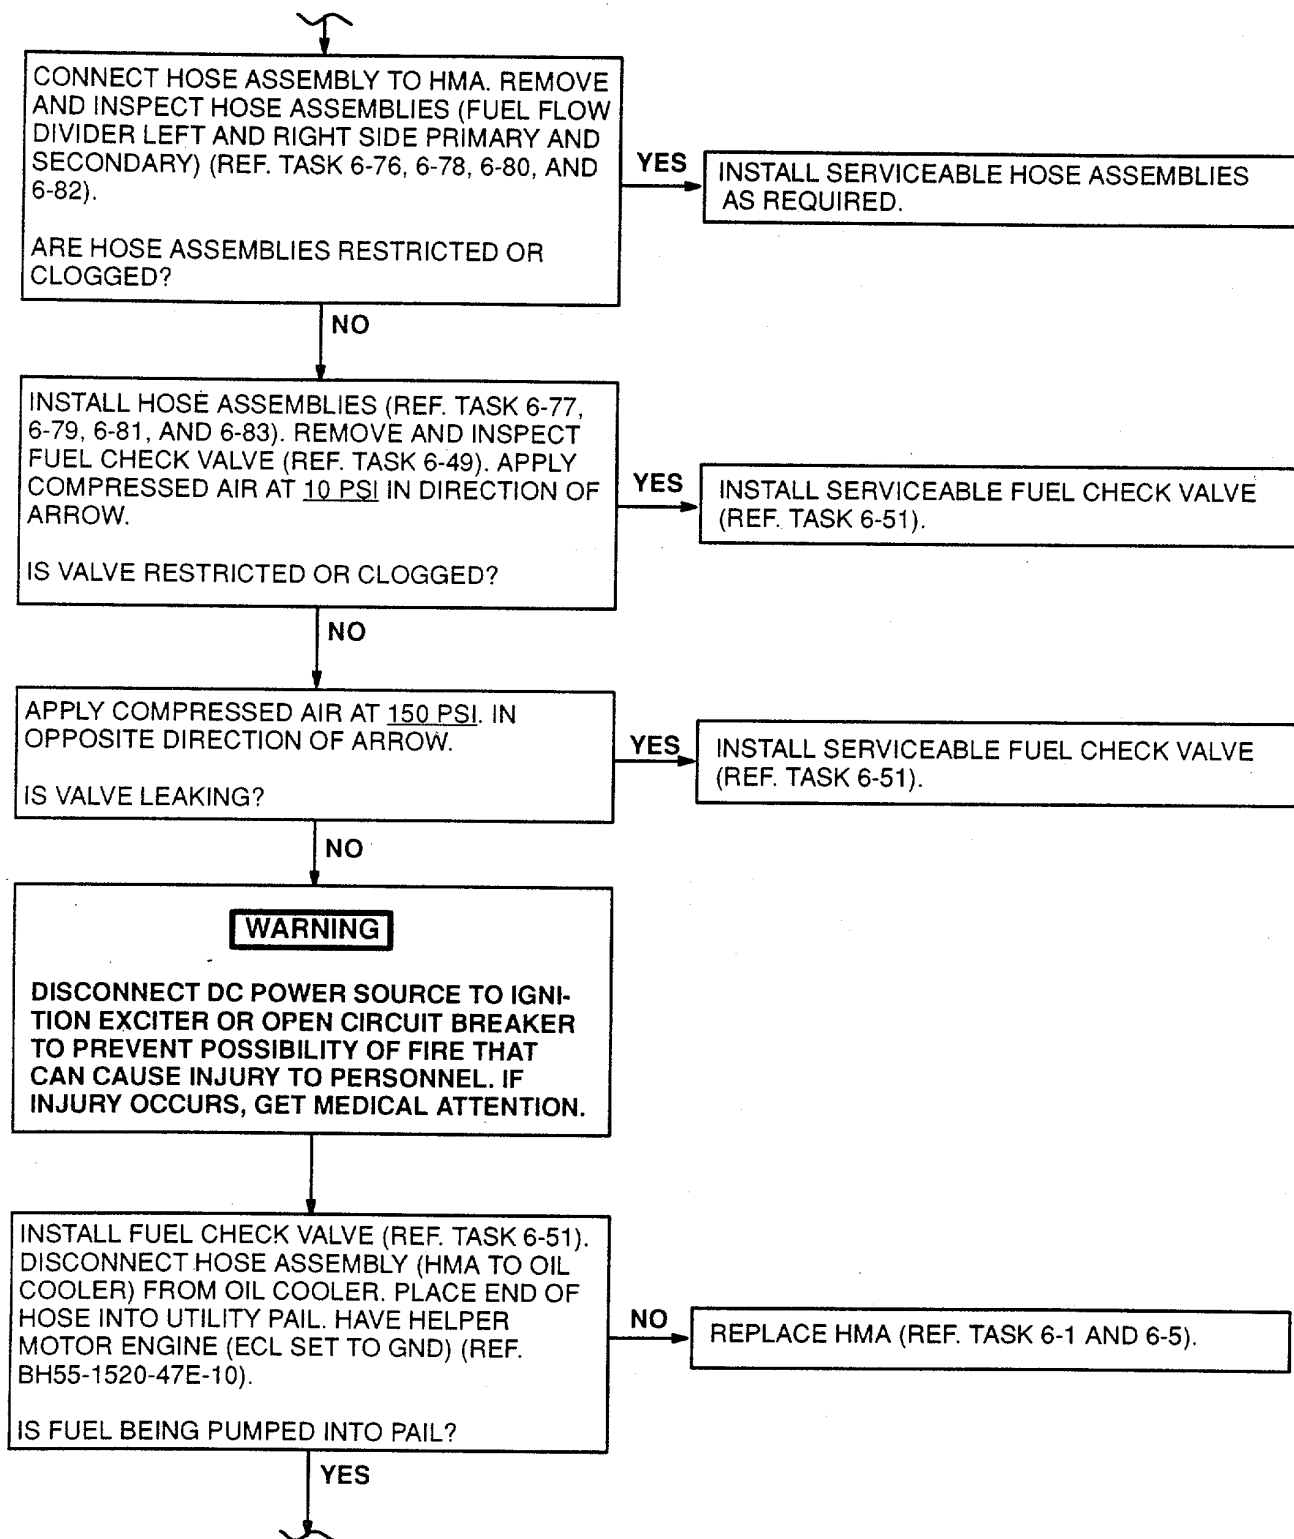 CONNECT HOSE ASSEMBLY TO HMA. REMOVE
AND INSPECT HOSE ASSEMBLIES (FUEL FLOW
DIVIDER LEFT AND RIGHT SIDE PRIMARY AND
SECONDARY) (REF. TASK 6-76, 6-78, 6-80, AND
6-82).
ARE HOSE ASSEMBLIES RESTRICTED OR
CLOGGED?
YES
INSTALL SERVICEABLE HOSE ASSEMBLIES
AS REQUIRED.
NO
INSTALL HOSE ASSEMBLIES (REF. TASK 6-77,
6-79, 6-81, AND 6-83). REMOVE AND INSPECT
FUEL CHECK VALVE (REF. TASK 6-49). APPLY
COMPRESSED AIR AT 10 PSI IN DIRECTION OF
ARROW.
IS VALVE RESTRICTED OR CLOGGED?
YES
INSTALL SERVICEABLE FUEL CHECK VALVE
(REF. TASK 6-51).
NO
APPLY COMPRESSED AIR AT 150 PSI. IN
OPPOSITE DIRECTION OF ARROW.
IS VALVE LEAKING?
YES
INSTALL SERVICEABLE FUEL CHECK VALVE
(REF. TASK 6-51).
NO
WARNING
DISCONNECT DC POWER SOURCE TO IGNI-
TION EXCITER OR OPEN CIRCUIT BREAKER
TO PREVENT POSSIBILITY OF FIRE THAT
CAN CAUSE INJURY TO PERSONNEL. IF
INJURY OCCURS, GET MEDICAL ATTENTION.
INSTALL FUEL CHECK VALVE (REF. TASK 6-51).
DISCONNECT HOSE ASSEMBLY (HMA TO OIL
COOLER) FROM OIL COOLER. PLACE END OF
HOSE INTO UTILITY PAIL. HAVE HELPER
MOTOR ENGINE (ECL SET TO GND) (REF.
BH55-1520-47E-10).
IS FUEL BEING PUMPED INTO PAIL?
NO
REPLACE HMA (REF. TASK 6-1 AND 6-5).
YES